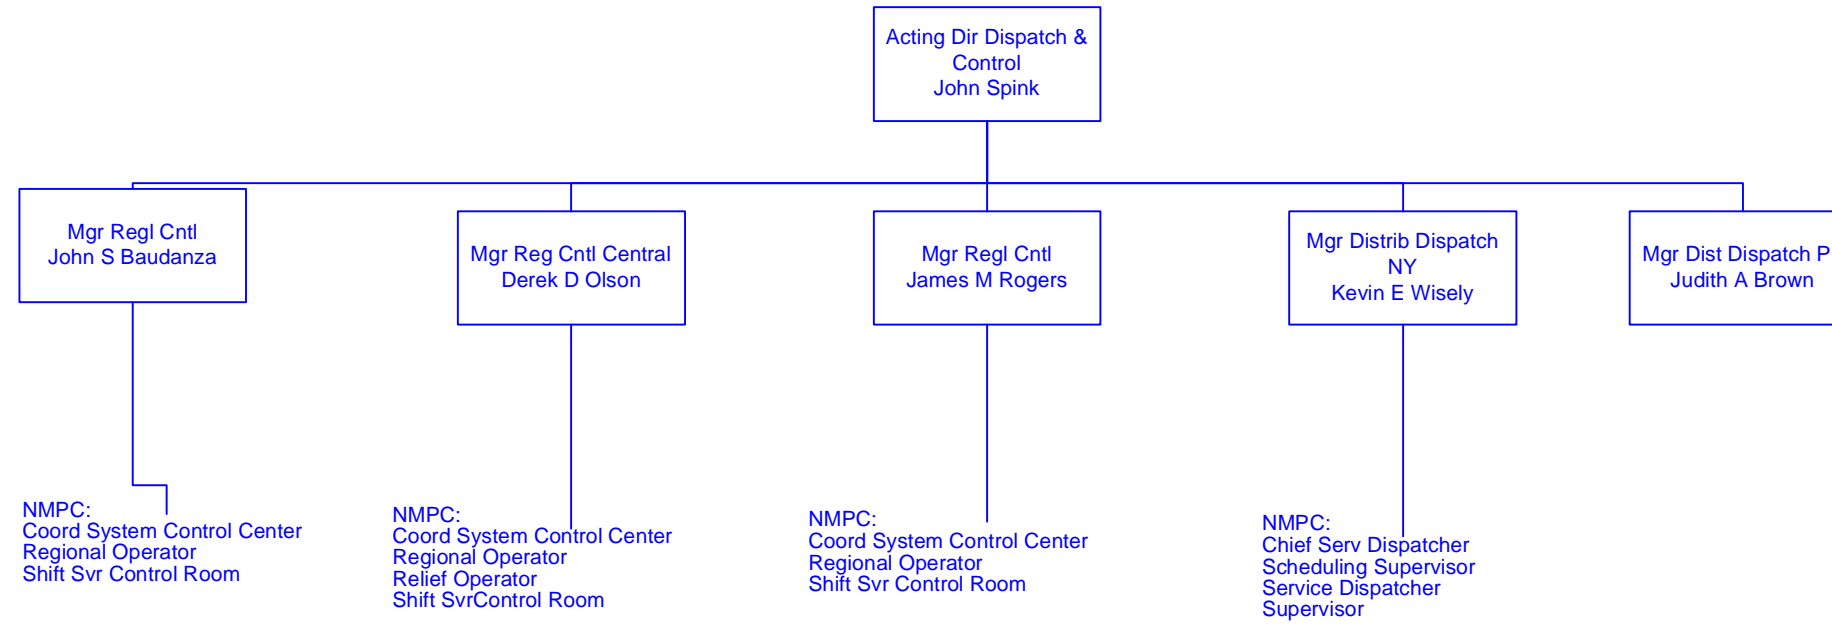 Acting Dir Dispatch &
Control
John Spink
Mgr Regl Cntl
John S Baudanza
Mgr Reg Cntl Central
Derek D Olson
Mgr Regl Cntl
James M Rogers
Mgr Distrib Dispatch
NY
Kevin E Wisely
Mgr Dist Dispatch P
Judith A Brown
NMPC:
Coord System Control Center
Regional Operator
Shift Svr Control Room
NMPC:
Coord System Control Center
Regional Operator
Relief Operator
Shift SvrControl Room
NMPC:
Coord System Control Center
Regional Operator
Shift Svr Control Room
NMPC:
Chief Serv Dispatcher
Scheduling Supervisor
Service Dispatcher
Supervisor